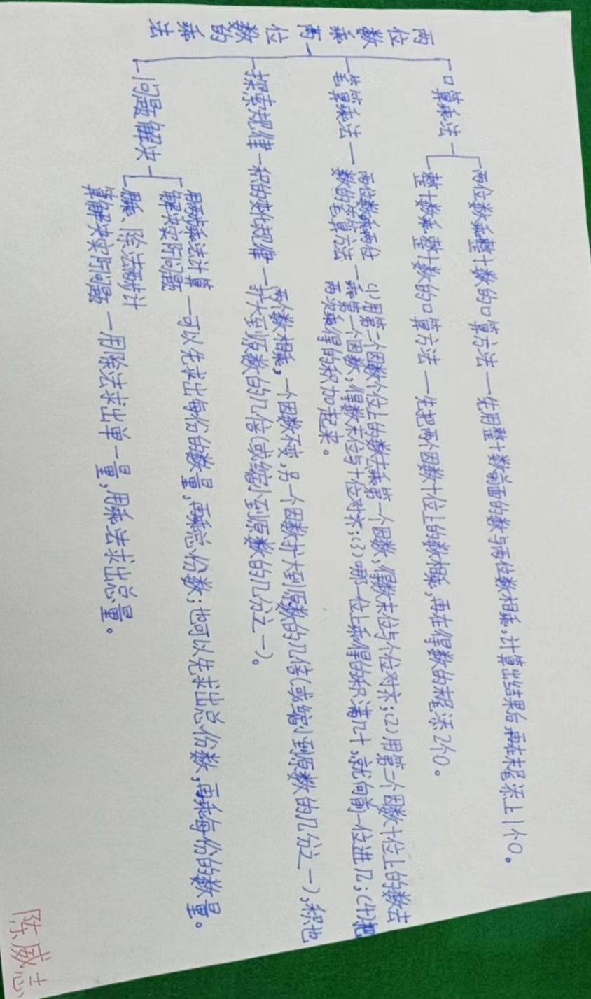 两位数乘两位数的乘法
口算乘法
两位数乘整十数的口算方法 — 先用整十数前面的数与两位数相乘,计算出结果后,再在末尾添上1个0。
整十数乘整十数的口算方法 — 先把两个因数十位上的数相乘,再在得数的末尾添2个0。
笔算乘法
两位数乘两位
数的笔算方法
(1)用第二个因数个位上的数去乘第一个因数,得数末位与个位对齐;(2)用第二个因数十位上的数去
乘第一个因数,得数末位与十位对齐;(3)哪一位上乘得的积满几十,就向前一位进几;(4)把
两次乘得的积加起来。
探索规律 — 积的变化规律
两个数相乘,一个因数不变,另一个因数扩大到原数的几倍(或缩小到原数的几分之一),积也
扩大到原数的几倍(或缩小到原数的几分之一)。
问题解决
用两步乘法计算
解决实际问题 — 可以先求出每份的数量,再乘总份数;也可以先求出总份数,再乘每份的数量。
用乘、除法两步计
算解决实际问题 — 用除法求出单一量,用乘法求出总量。
陈威志